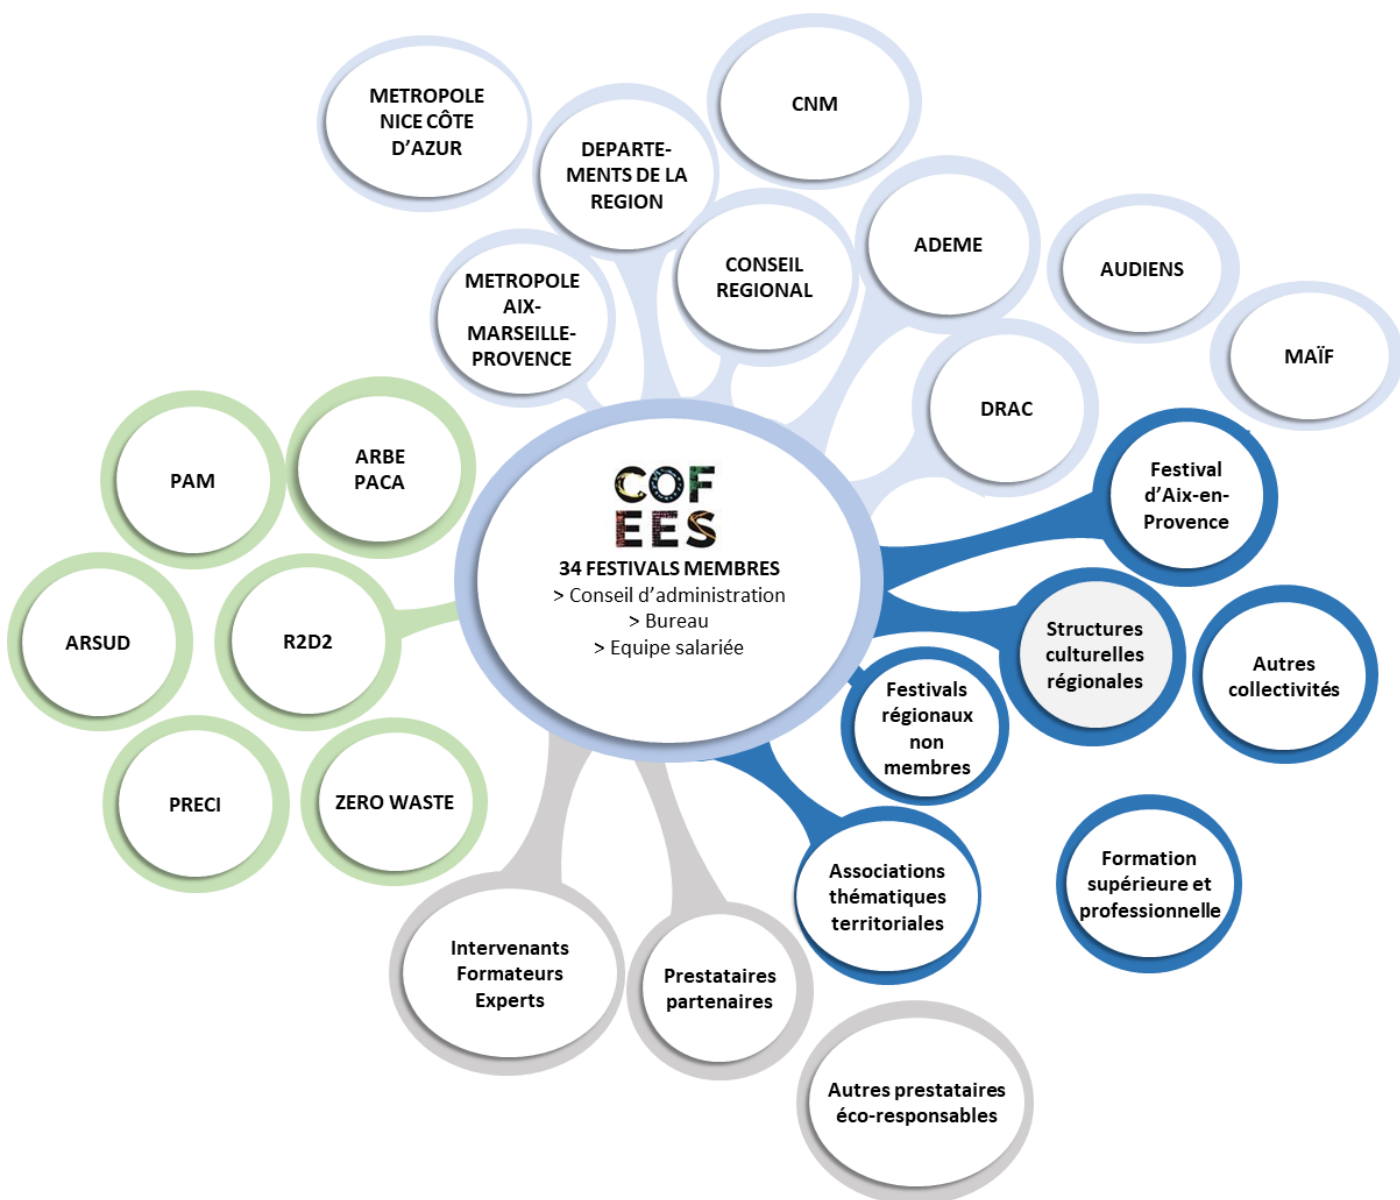 METROPOLE
NICE CÔTE
D’AZUR
DEPARTE-
MENTS DE LA
REGION
CNM
METROPOLE
AIX-
MARSEILLE-
PROVENCE
CONSEIL
REGIONAL
ADEME
AUDIENS
MAÏF
DRAC
PAM
ARBE
PACA
ARSUD
R2D2
PRECI
ZERO WASTE
COF
EES
34 FESTIVALS MEMBRES
> Conseil d’administration
> Bureau
> Equipe salariée
Festival
d’Aix-en-
Provence
Structures
culturelles
régionales
Autres
collectivités
Festivals
régionaux
non
membres
Associations
thématiques
territoriales
Formation
supérieure et
professionnelle
Intervenants
Formateurs
Experts
Prestataires
partenaires
Autres prestataires
éco-responsables